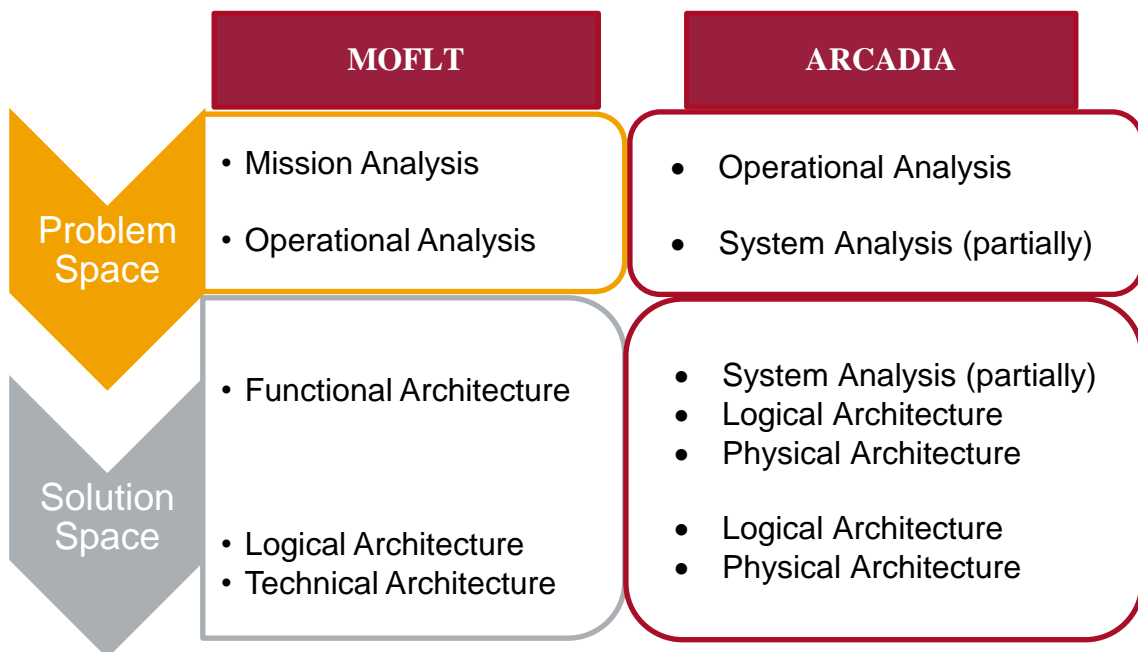 MOFLT
ARCADIA
Problem
Space
• Mission Analysis
• Operational Analysis
• Operational Analysis
• System Analysis (partially)
Solution
Space
• Functional Architecture
• Logical Architecture
• Technical Architecture
• System Analysis (partially)
• Logical Architecture
• Physical Architecture
• Logical Architecture
• Physical Architecture